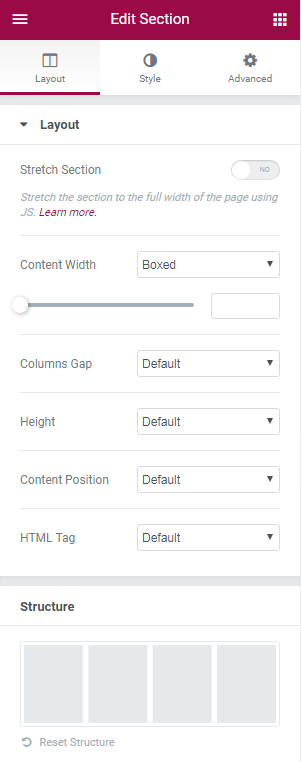 Edit Section
Layout Style Advanced
Layout
Stretch Section NO
Stretch the section to the full width of the page using
JS. Learn more.
Content Width Boxed
Columns Gap Default
Height Default
Content Position Default
HTML Tag Default
Structure
Reset Structure